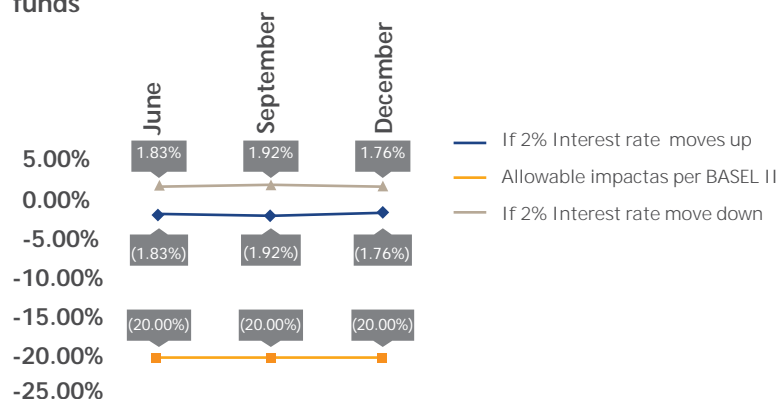 funds
June
September
December
5.00%
0.00%
-5.00%
-10.00%
-15.00%
-20.00%
-25.00%
1.83%
1.92%
1.76%
(1.83%)
(1.92%)
(1.76%)
(20.00%)
(20.00%)
(20.00%)
If 2% Interest rate moves up
Allowable impactas per BASEL II
If 2% Interest rate move down